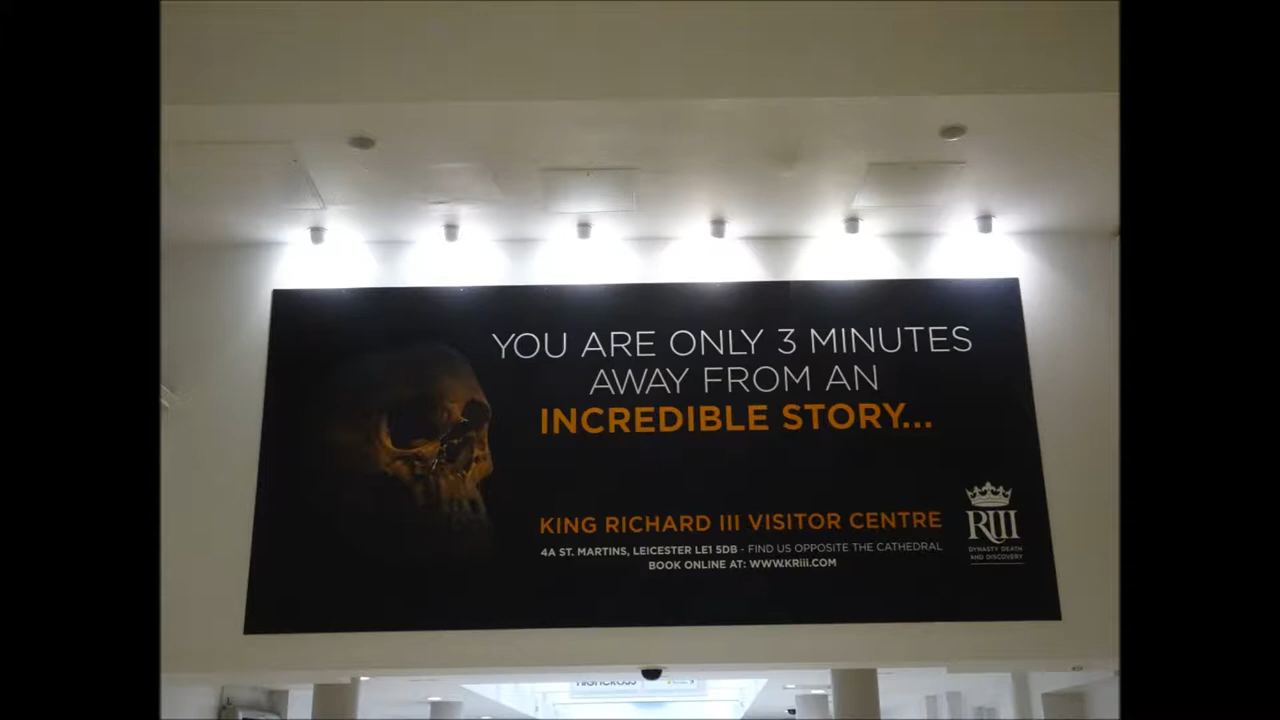 YOU ARE ONLY 3 MINUTES
AWAY FROM AN
INCREDIBLE STORY...
KING RICHARD III VISITOR CENTRE
4A ST. MARTINS, LEICESTER LE1 5DB - FIND US OPPOSITE THE CATHEDRAL
BOOK ONLINE AT: WWW.KRiii.COM
RIII
DYNASTY DEATH
AND DISCOVERY
HIGHCROSS